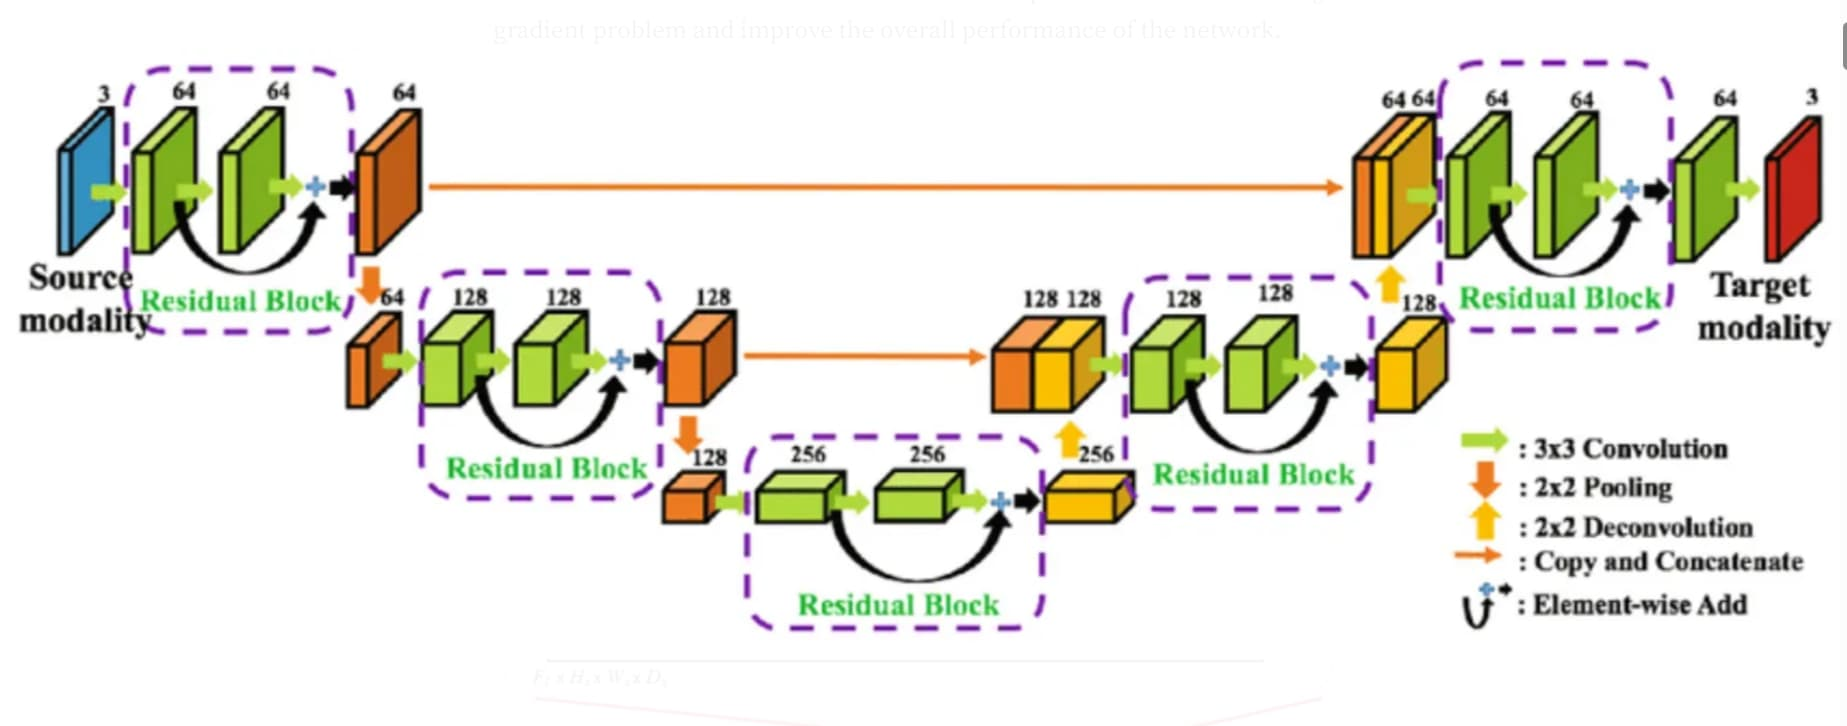 gradient problem and improve the overall performance of the network.
3 64 64 64
64 64 64 64 64 3
Source
modality
Residual Block
Residual Block
Target
modality
64 128 128 128
128 128 128 128 128
Residual Block
Residual Block
128 256 256 256
Residual Block
: 3x3 Convolution
: 2x2 Pooling
: 2x2 Deconvolution
: Copy and Concatenate
: Element-wise Add